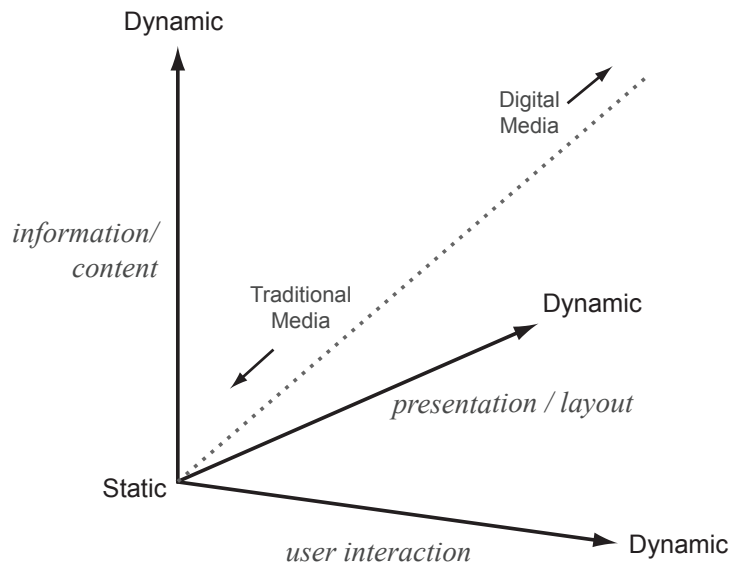 Dynamic
Digital
Media
information/
content
Traditional
Media
Dynamic
presentation / layout
Static
Dynamic
user interaction